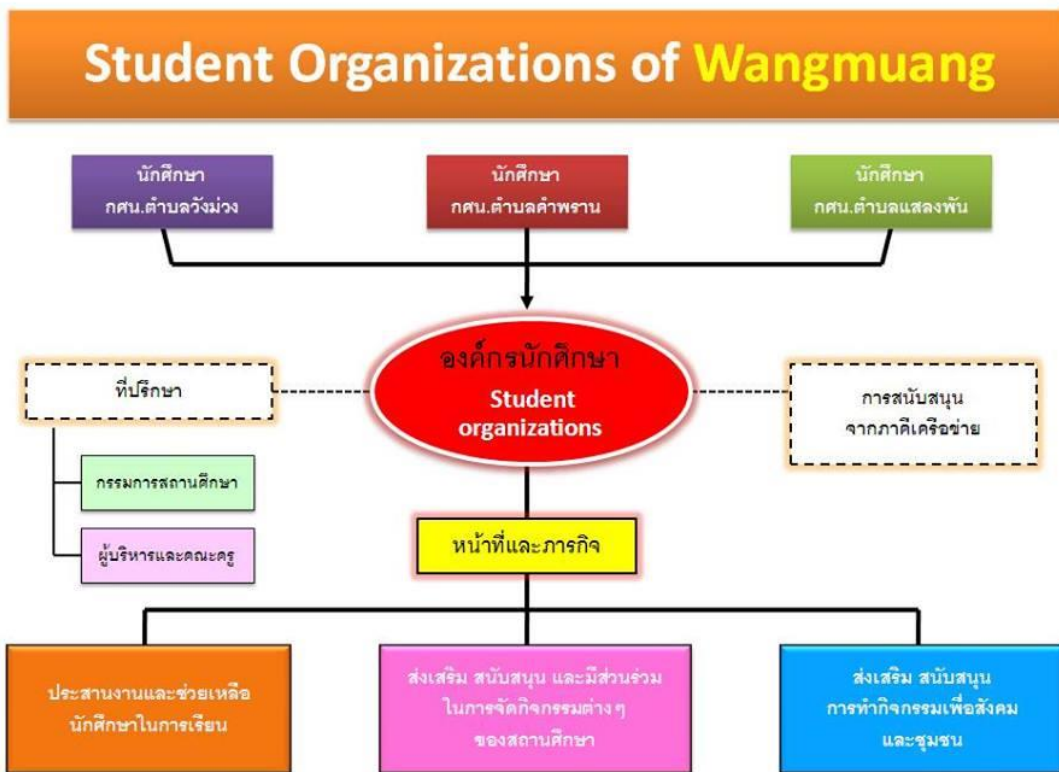 Student Organizations of Wangmuang
นักศึกษา
กศน.ตำบลวังม่วง
นักศึกษา
กศน.ตำบลคำพราน
นักศึกษา
กศน.ตำบลแสลงพัน
องค์กรนักศึกษา
Student
organizations
ที่ปรึกษา
การสนับสนุน
จากภาคีเครือข่าย
กรรมการสถานศึกษา
ผู้บริหารและคณะครู
หน้าที่และภารกิจ
ประสานงานและช่วยเหลือ
นักศึกษาในการเรียน
ส่งเสริม สนับสนุน และมีส่วนร่วม
ในการจัดกิจกรรมต่างๆ
ของสถานศึกษา
ส่งเสริม สนับสนุน
การทำกิจกรรมเพื่อสังคม
และชุมชน